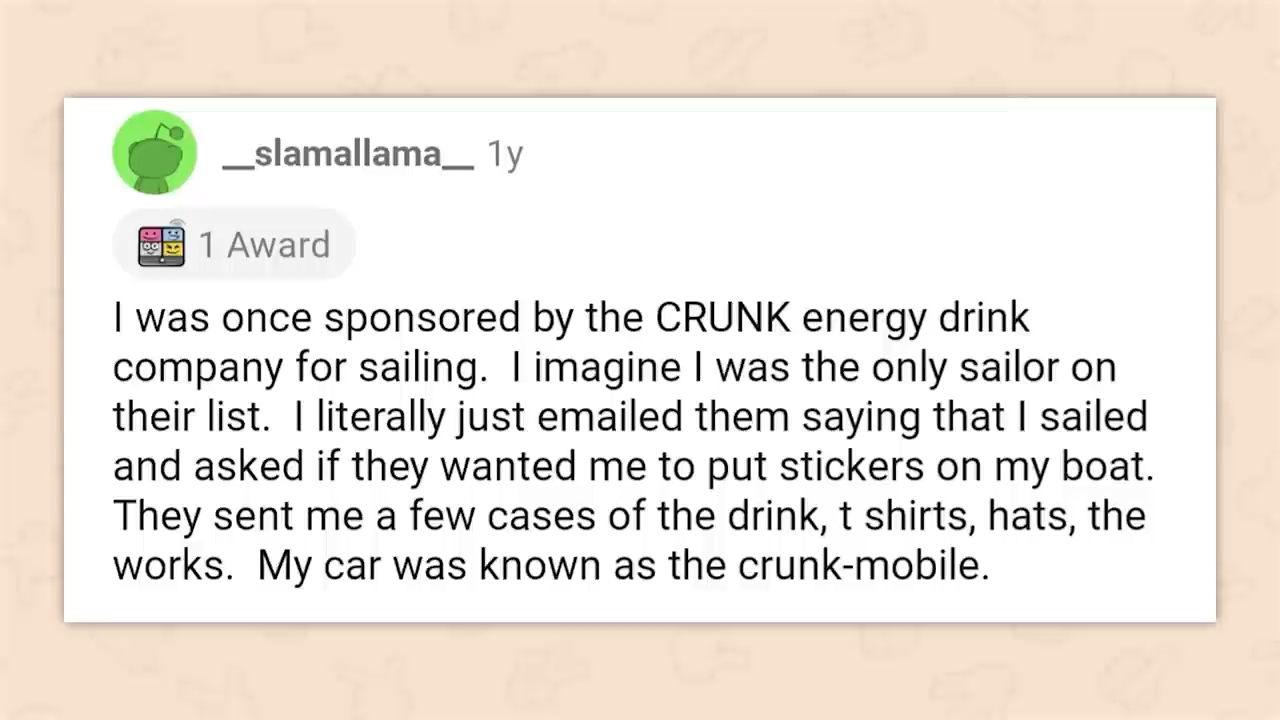 __slamallama__ 1y
1 Award
I was once sponsored by the CRUNK energy drink
company for sailing.  I imagine I was the only sailor on
their list.  I literally just emailed them saying that I sailed
and asked if they wanted me to put stickers on my boat.
They sent me a few cases of the drink, t shirts, hats, the
works.  My car was known as the crunk-mobile.